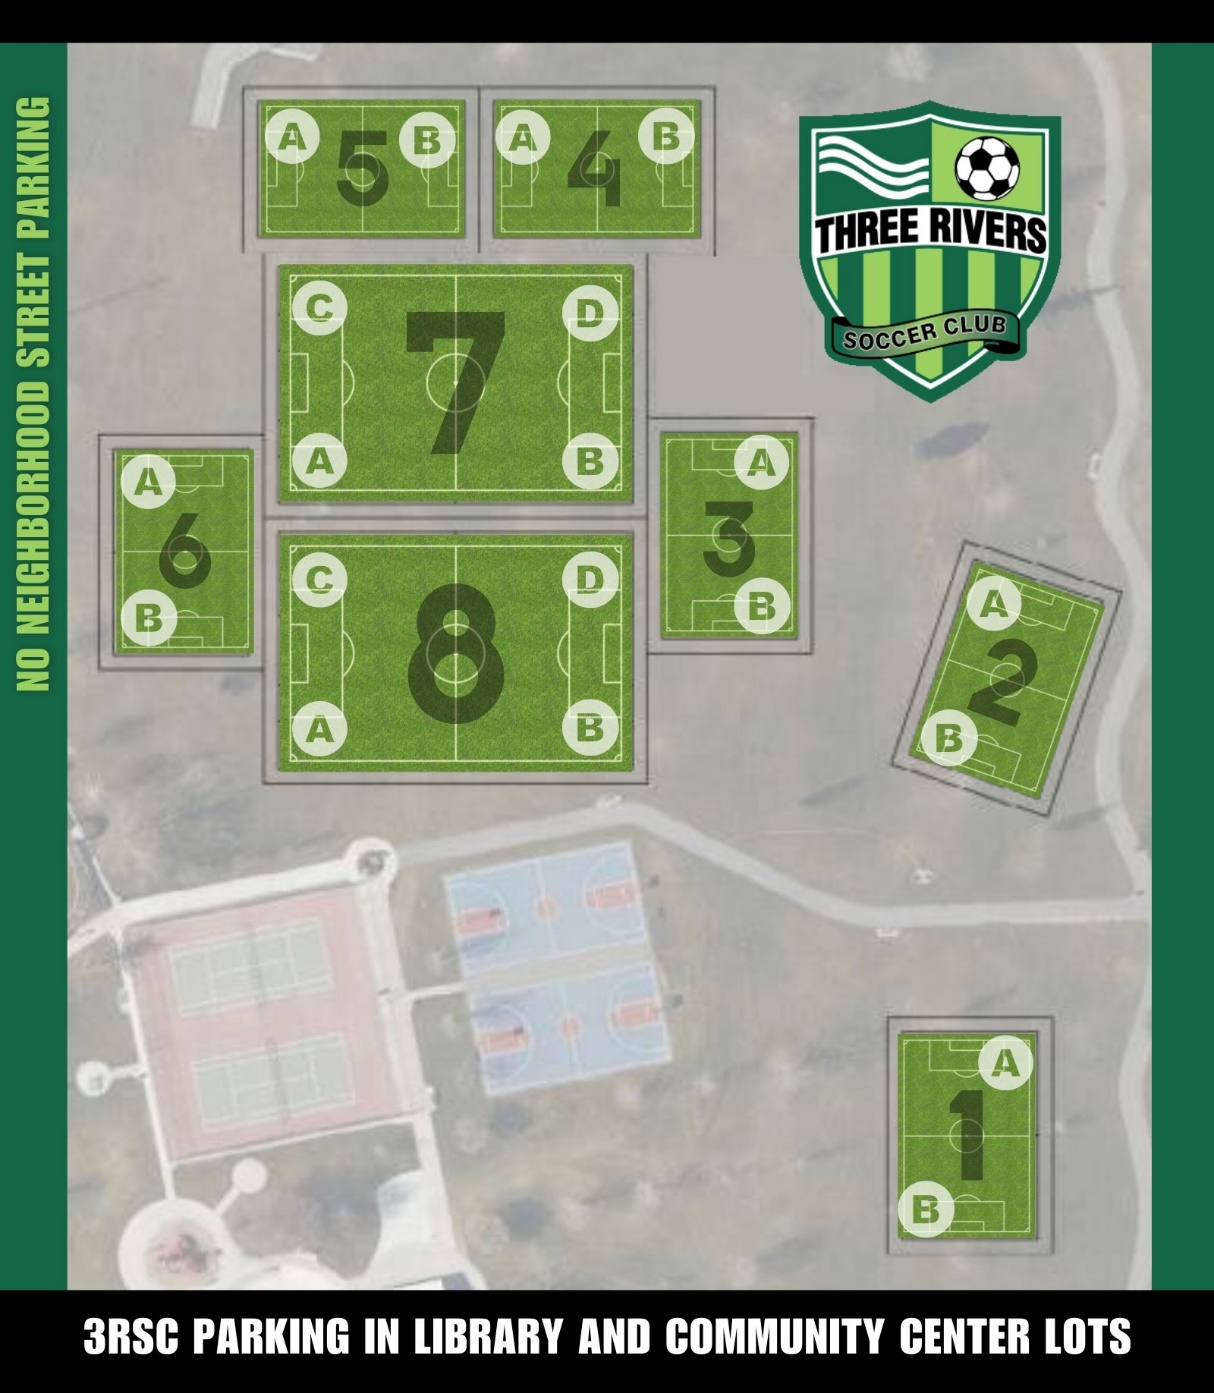 NO NEIGHBORHOOD STREET PARKING
A 5 B
A 4 B
THREE RIVERS
SOCCER CLUB
C D
7
A B
A
6
B
A
3
B
C D
8
A B
A
2
B
A
1
B
3RSC PARKING IN LIBRARY AND COMMUNITY CENTER LOTS